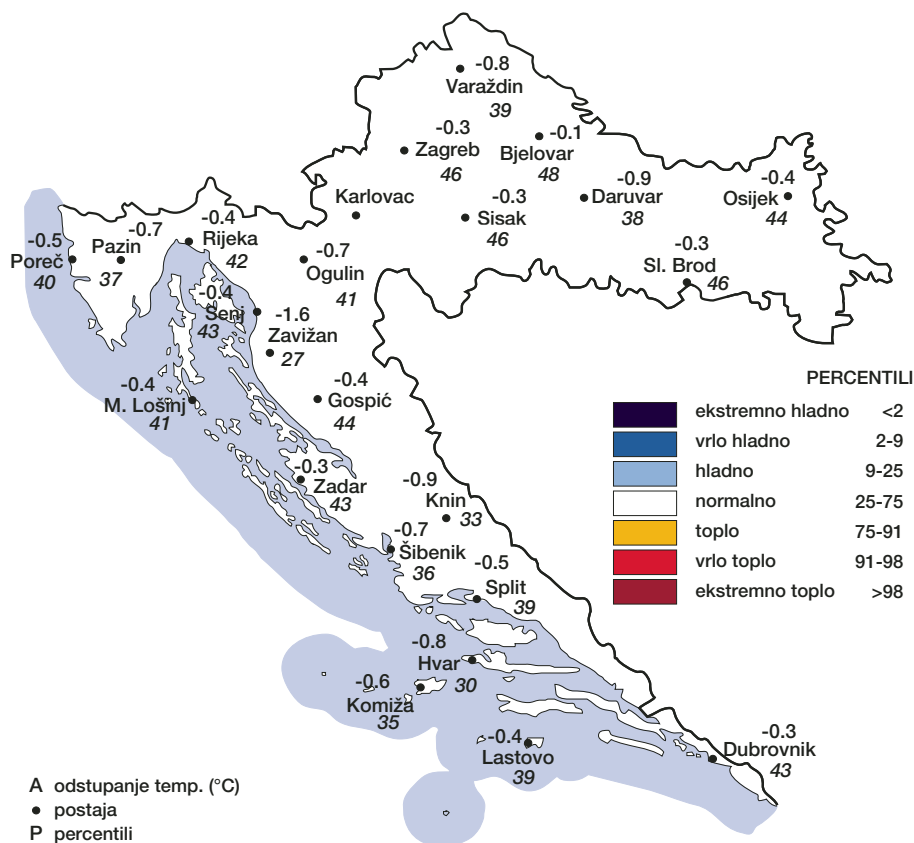 -0.8
Varaždin
39
-0.3
Zagreb
46
-0.1
Bjelovar
48
Karlovac
-0.3
Sisak
46
-0.9
Daruvar
38
-0.4
Osijek
44
-0.3
Sl. Brod
46
-0.5
Poreč
40
-0.7
Pazin
37
-0.4
Rijeka
42
-0.7
Ogulin
41
-0.4
Senj
43
-1.6
Zavižan
27
-0.4
M. Lošinj
41
-0.4
Gospić
44
-0.3
Zadar
43
-0.9
Knin
33
-0.7
Šibenik
36
-0.5
Split
39
-0.8
Hvar
30
-0.6
Komiža
35
-0.4
Lastovo
39
-0.3
Dubrovnik
43
PERCENTILI
ekstremno hladno <2
vrlo hladno 2-9
hladno 9-25
normalno 25-75
toplo 75-91
vrlo toplo 91-98
ekstremno toplo >98
A odstupanje temp. (°C)
● postaja
P percentili